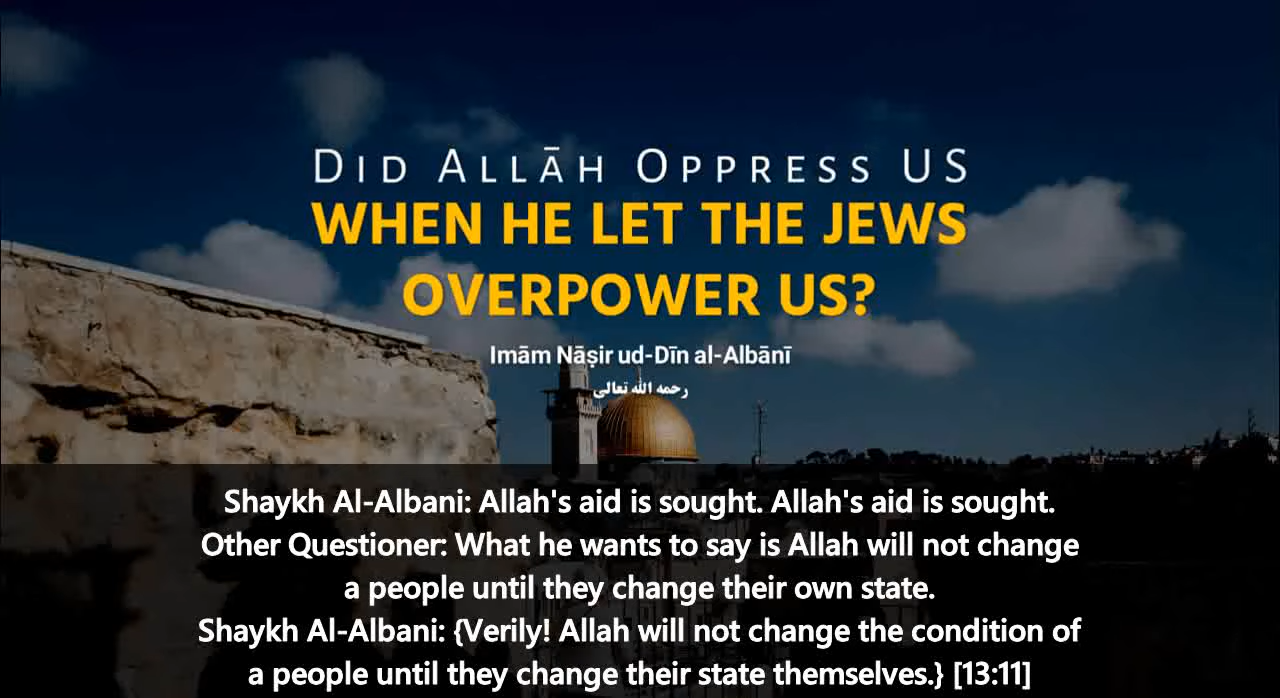 DID ALLĀH OPPRESS US
WHEN HE LET THE JEWS
OVERPOWER US?
Imām Nāṣir ud-Dīn al-Albānī
رحمه الله تعالى
Shaykh Al-Albani: Allah's aid is sought. Allah's aid is sought.
Other Questioner: What he wants to say is Allah will not change
a people until they change their own state.
Shaykh Al-Albani: {Verily! Allah will not change the condition of
a people until they change their state themselves.} [13:11]